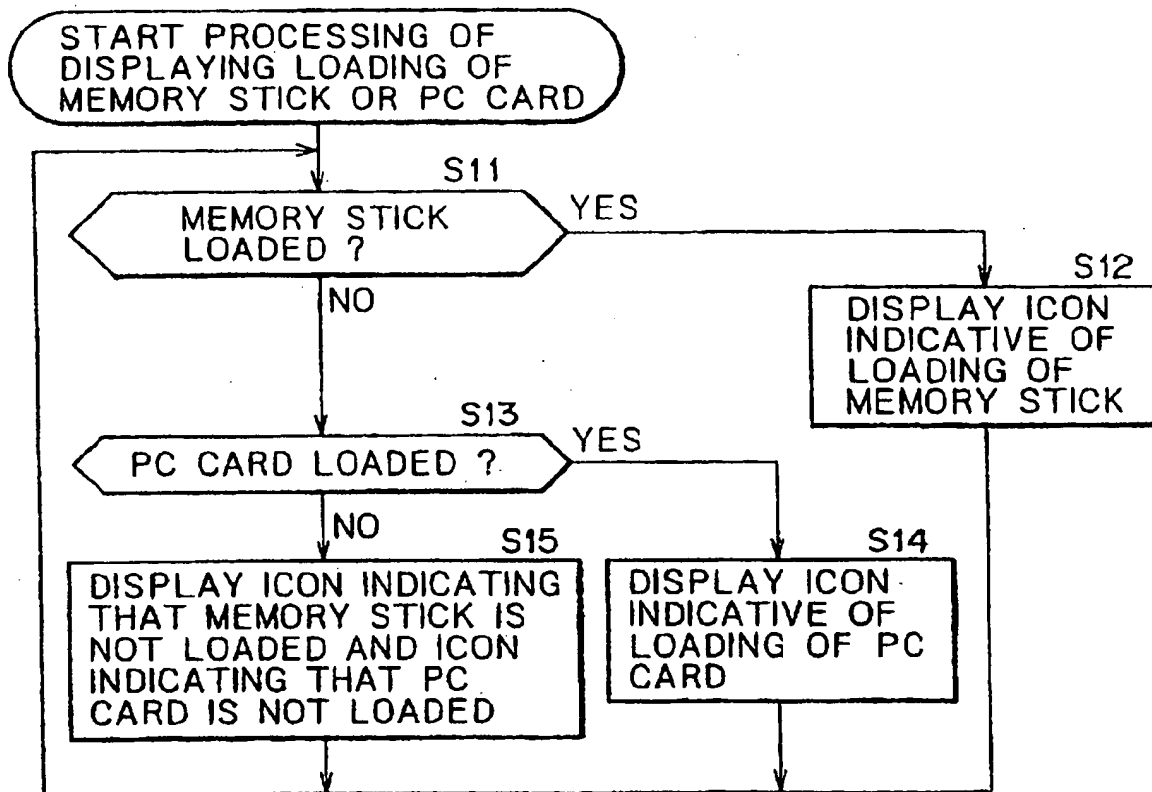 START PROCESSING OF
DISPLAYING LOADING OF
MEMORY STICK OR PC CARD
S11
MEMORY STICK
LOADED ?
YES
NO
S12
DISPLAY ICON
INDICATIVE OF
LOADING OF
MEMORY STICK
S13
PC CARD LOADED ?
YES
NO
S15
DISPLAY ICON INDICATING
THAT MEMORY STICK IS
NOT LOADED AND ICON
INDICATING THAT PC
CARD IS NOT LOADED
S14
DISPLAY ICON
INDICATIVE OF
LOADING OF PC
CARD